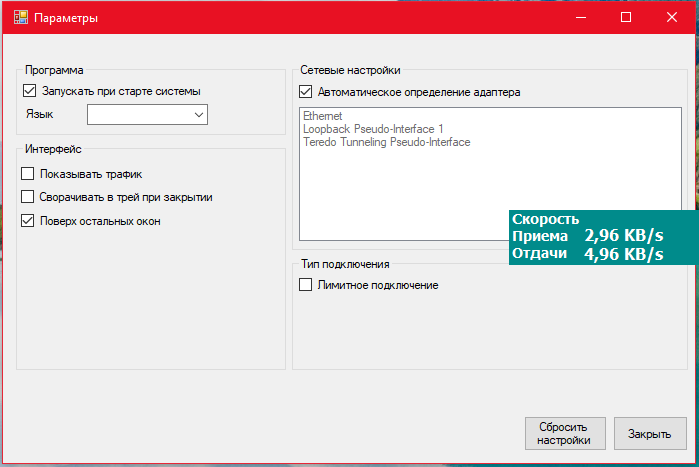 Параметры
Программа
Запускать при старте системы
Язык
Интерфейс
Показывать трафик
Сворачивать в трей при закрытии
Поверх остальных окон
Сетевые настройки
Автоматическое определение адаптера
Ethernet
Loopback Pseudo-Interface 1
Teredo Tunneling Pseudo-Interface
Скорость
Приема 2,96 KB/s
Отдачи 4,96 KB/s
Тип подключения
Лимитное подключение
Сбросить
настройки
Закрыть